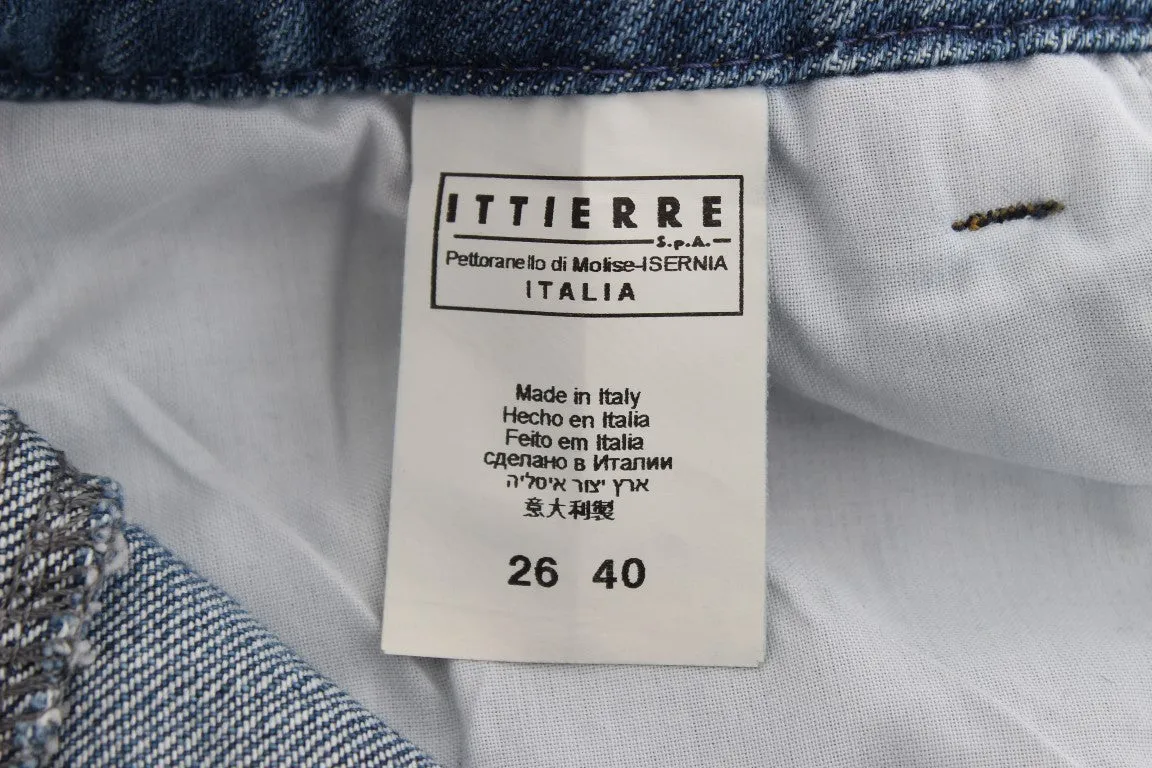 ITTIERRE
S.p.A.
Pettoranello di Molise-ISERNIA
ITALIA
Made in Italy
Hecho en Italia
Feito em Italia
сделано в Италии
ארץ יצור איטליה
意大利製
26 40